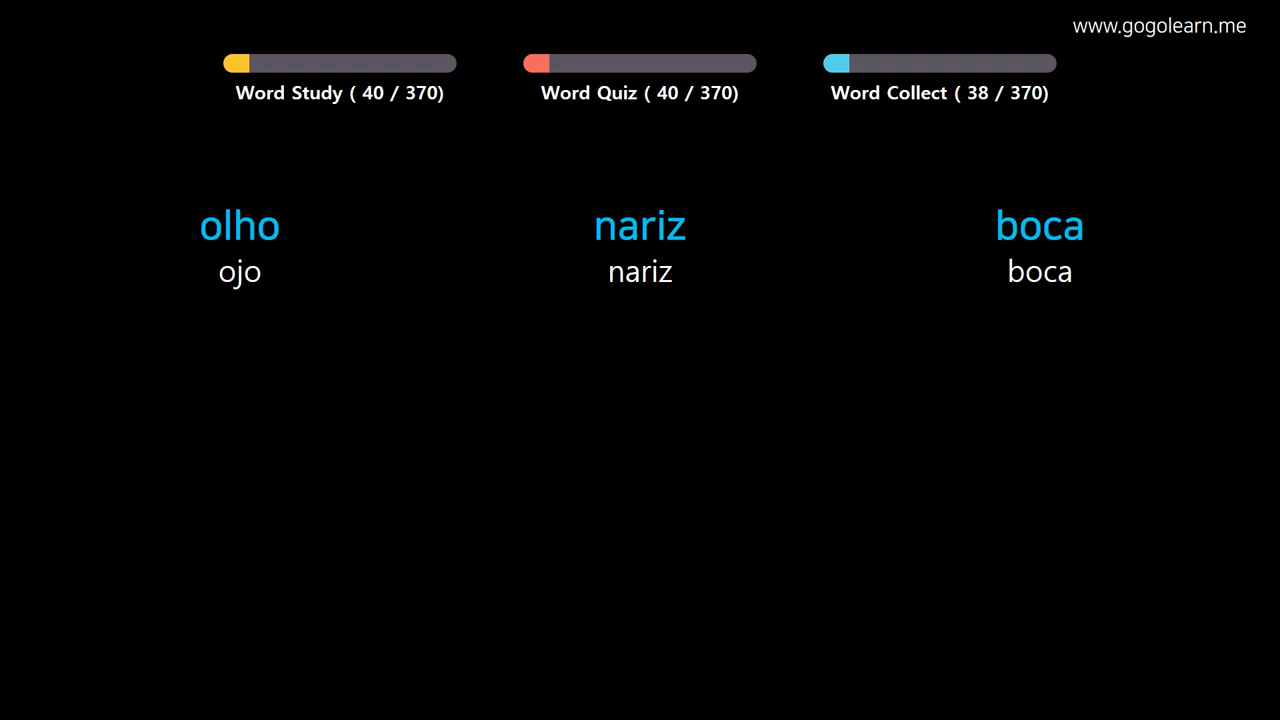 www.gogolearn.me
Word Study ( 40 / 370) Word Quiz ( 40 / 370) Word Collect ( 38 / 370)
olho nariz boca
ojo nariz boca